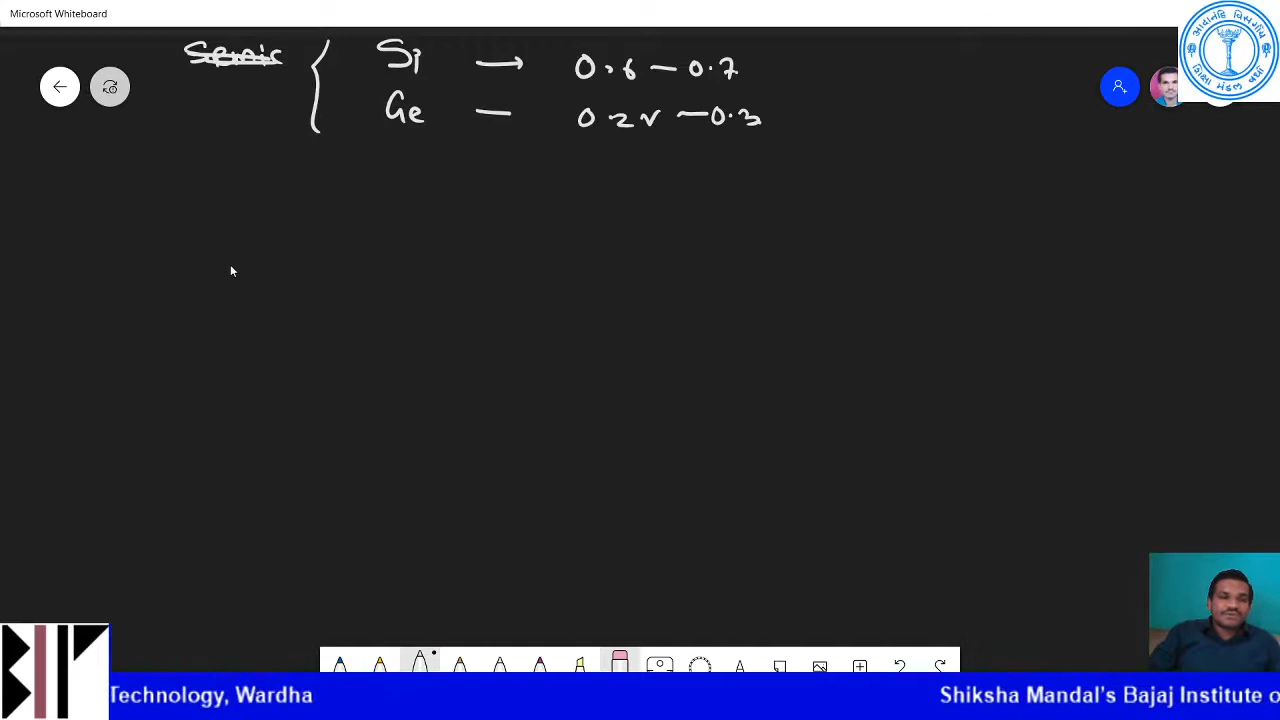 Microsoft Whiteboard
Si → 0.6 – 0.7
Ge – 0.2v – 0.3
Technology, Wardha
Shiksha Mandal's Bajaj Institute o